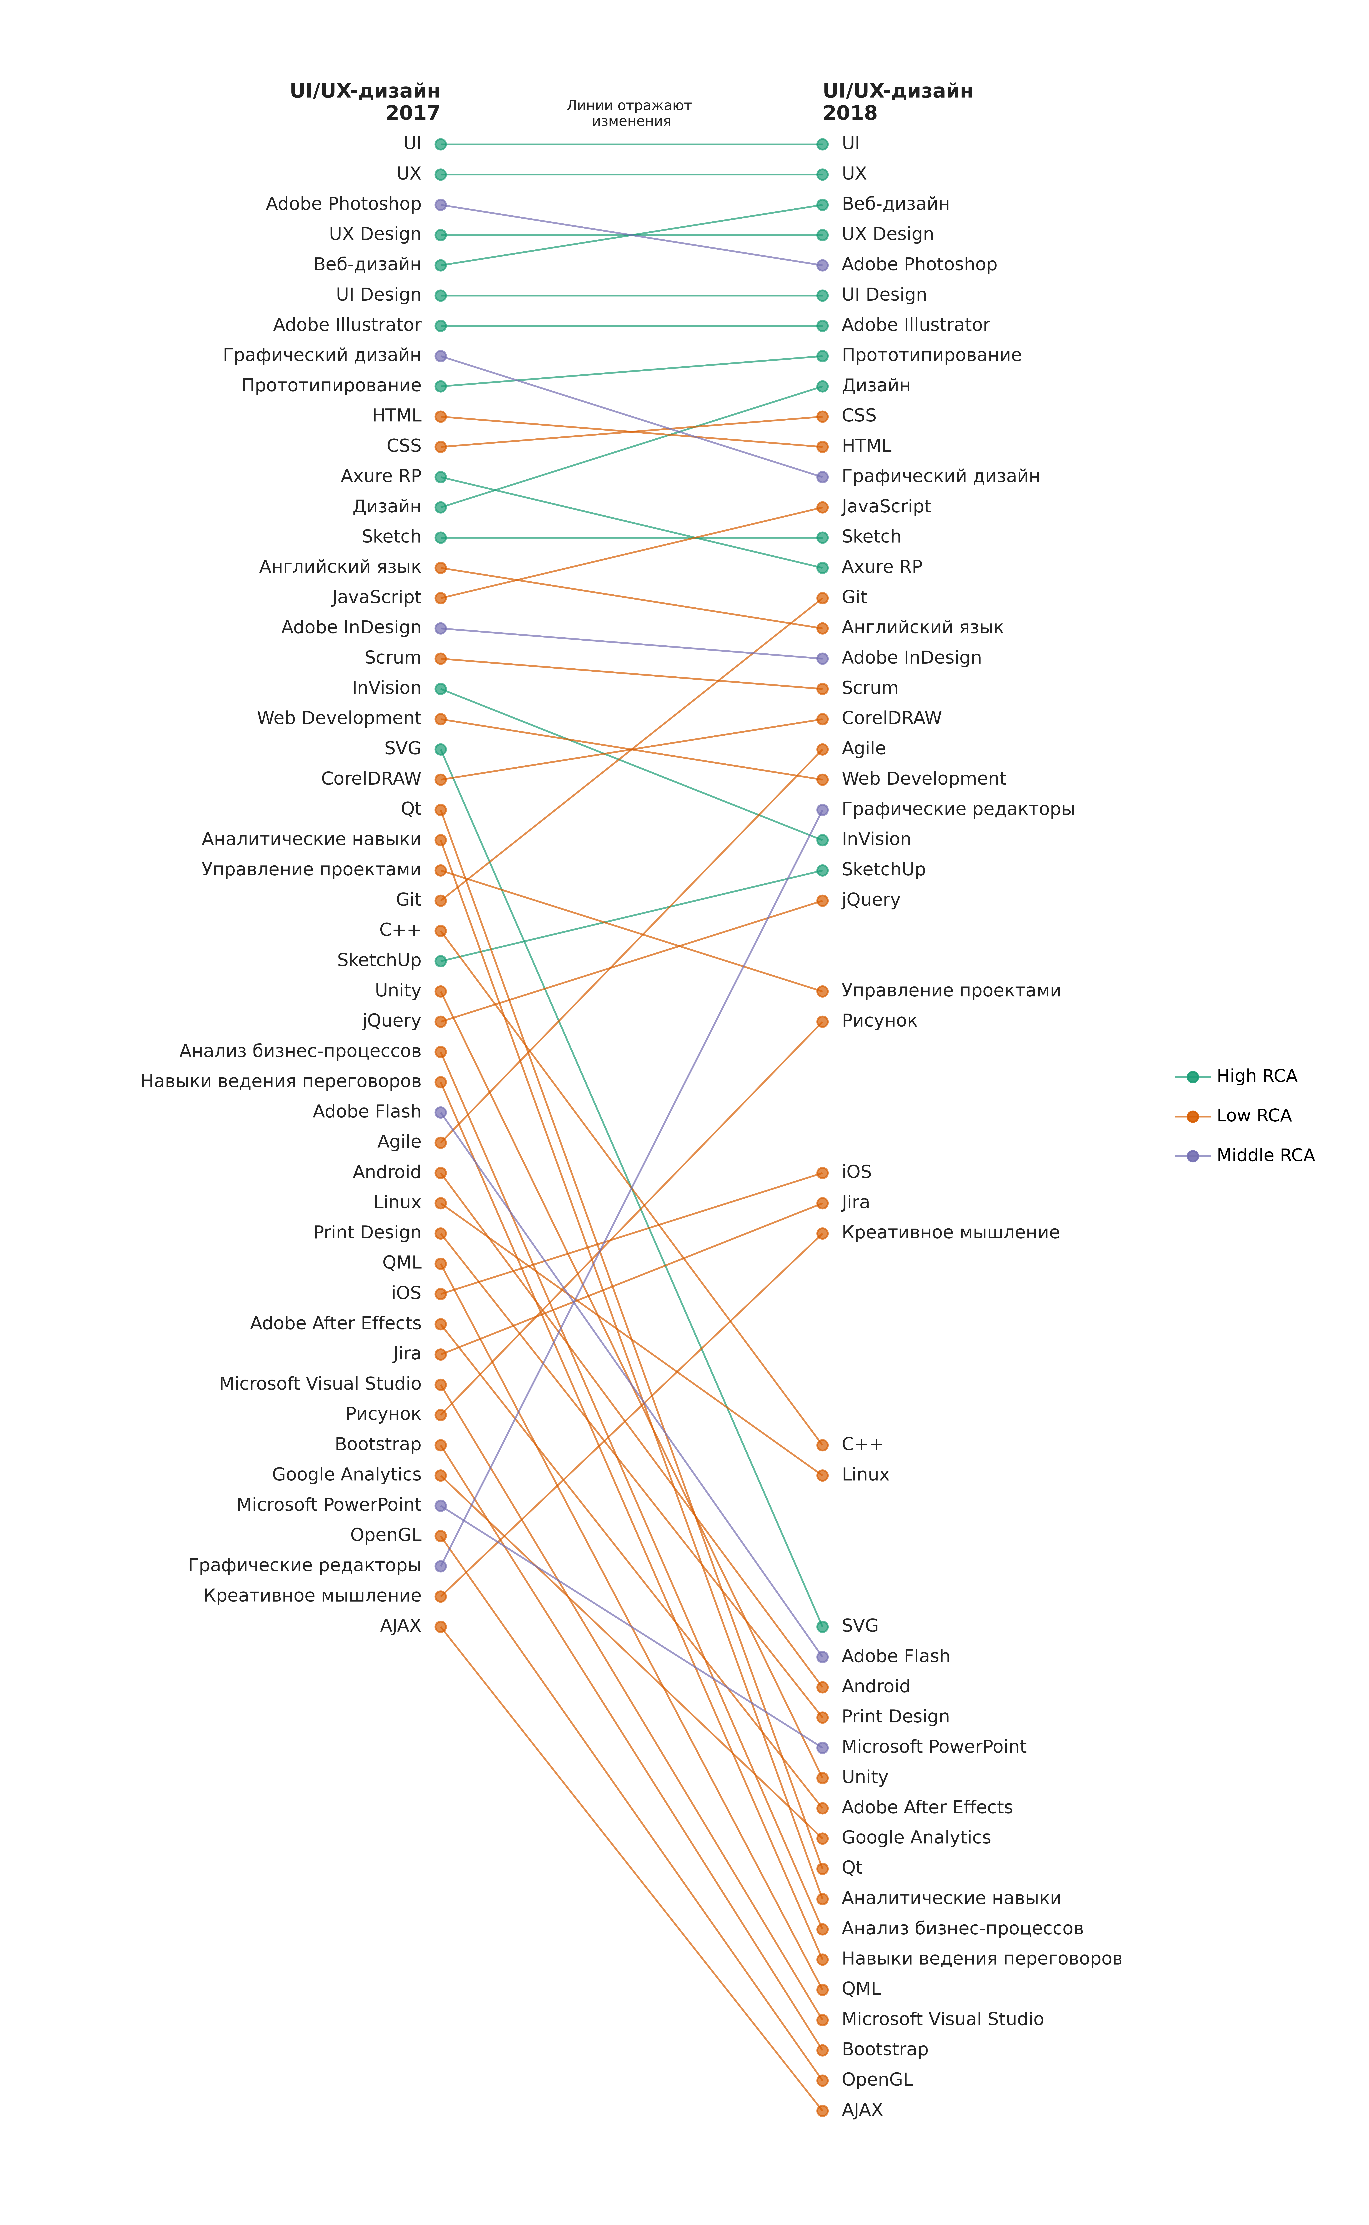 UI/UX-дизайн
2017
Линии отражают
изменения
UI/UX-дизайн
2018
UI
UX
Adobe Photoshop
UX Design
Веб-дизайн
UI Design
Adobe Illustrator
Графический дизайн
Прототипирование
HTML
CSS
Axure RP
Дизайн
Sketch
Английский язык
JavaScript
Adobe InDesign
Scrum
InVision
Web Development
SVG
CorelDRAW
Qt
Аналитические навыки
Управление проектами
Git
C++
SketchUp
Unity
jQuery
Анализ бизнес-процессов
Навыки ведения переговоров
Adobe Flash
Agile
Android
Linux
Print Design
QML
iOS
Adobe After Effects
Jira
Microsoft Visual Studio
Рисунок
Bootstrap
Google Analytics
Microsoft PowerPoint
OpenGL
Графические редакторы
Креативное мышление
AJAX
UI
UX
Веб-дизайн
UX Design
Adobe Photoshop
UI Design
Adobe Illustrator
Прототипирование
Дизайн
CSS
HTML
Графический дизайн
JavaScript
Sketch
Axure RP
Git
Английский язык
Adobe InDesign
Scrum
CorelDRAW
Agile
Web Development
Графические редакторы
InVision
SketchUp
jQuery
Управление проектами
Рисунок
iOS
Jira
Креативное мышление
C++
Linux
SVG
Adobe Flash
Android
Print Design
Microsoft PowerPoint
Unity
Adobe After Effects
Google Analytics
Qt
Аналитические навыки
Анализ бизнес-процессов
Навыки ведения переговоров
QML
Microsoft Visual Studio
Bootstrap
OpenGL
AJAX
High RCA
Low RCA
Middle RCA